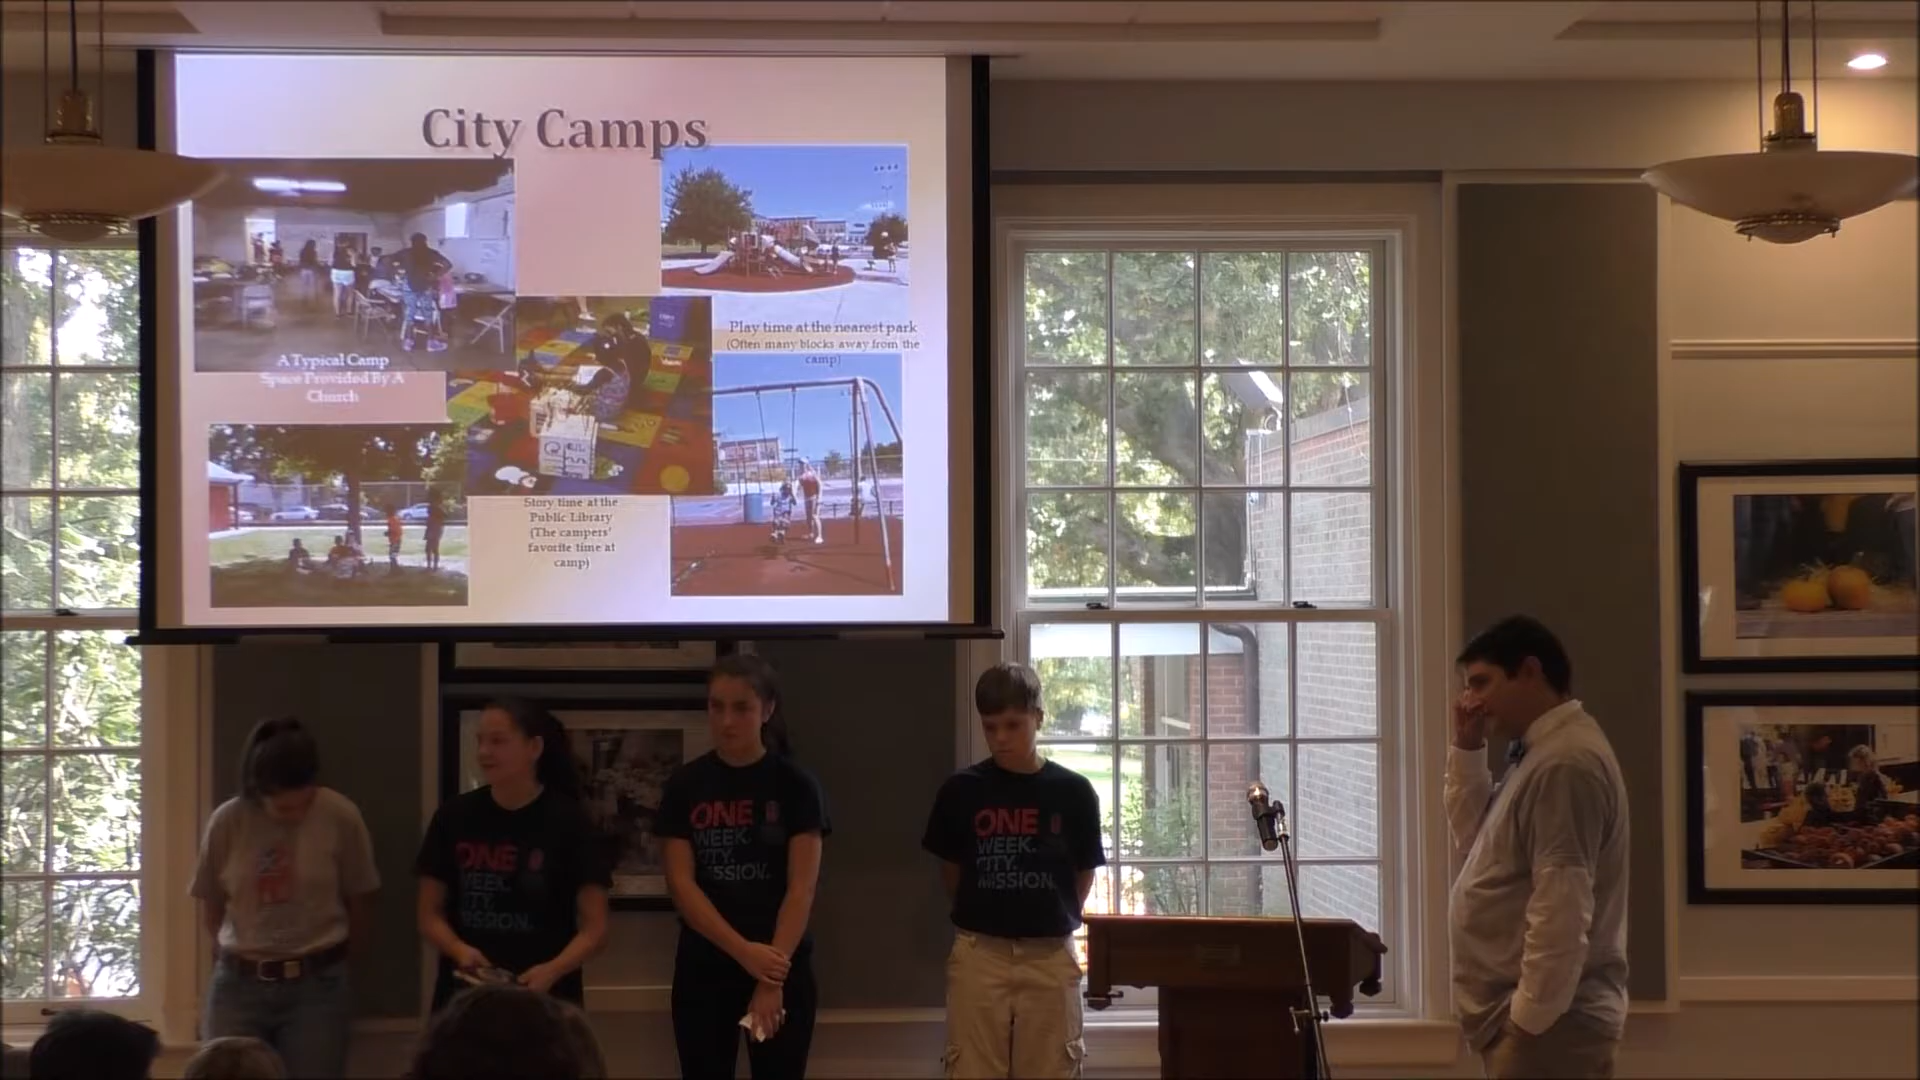 City Camps
A Typical Camp
Space Provided By A
Church
Play time at the nearest park
(Often many blocks away from the
camp)
Story time at the
Public Library
(The campers'
favorite time at
camp)
ONE
WEEK.
CITY.
MISSION.
ONE
WEEK.
CITY.
MISSION.
ONE
WEEK.
CITY.
MISSION.